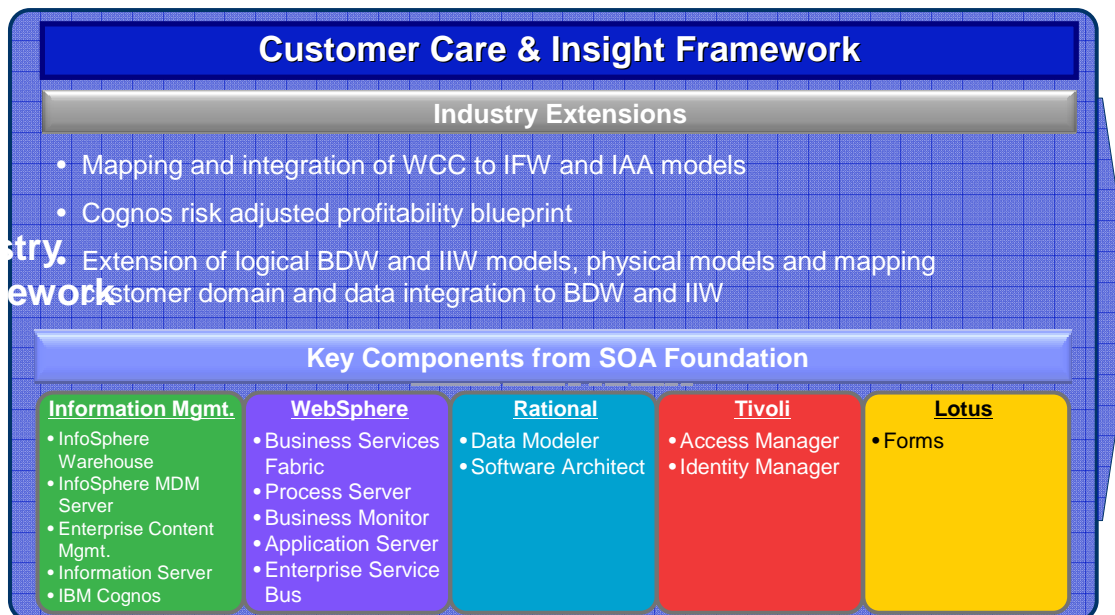 Customer Care & Insight Framework
Industry Extensions
• Mapping and integration of WCC to IFW and IAA models
• Cognos risk adjusted profitability blueprint
stry
• Extension of logical BDW and IIW models, physical models and mapping
ework
customer domain and data integration to BDW and IIW
Key Components from SOA Foundation
Information Mgmt.
• InfoSphere
Warehouse
• InfoSphere MDM
Server
• Enterprise Content
Mgmt.
• Information Server
• IBM Cognos
WebSphere
• Business Services
Fabric
• Process Server
• Business Monitor
• Application Server
• Enterprise Service
Bus
Rational
• Data Modeler
• Software Architect
Tivoli
• Access Manager
• Identity Manager
Lotus
• Forms